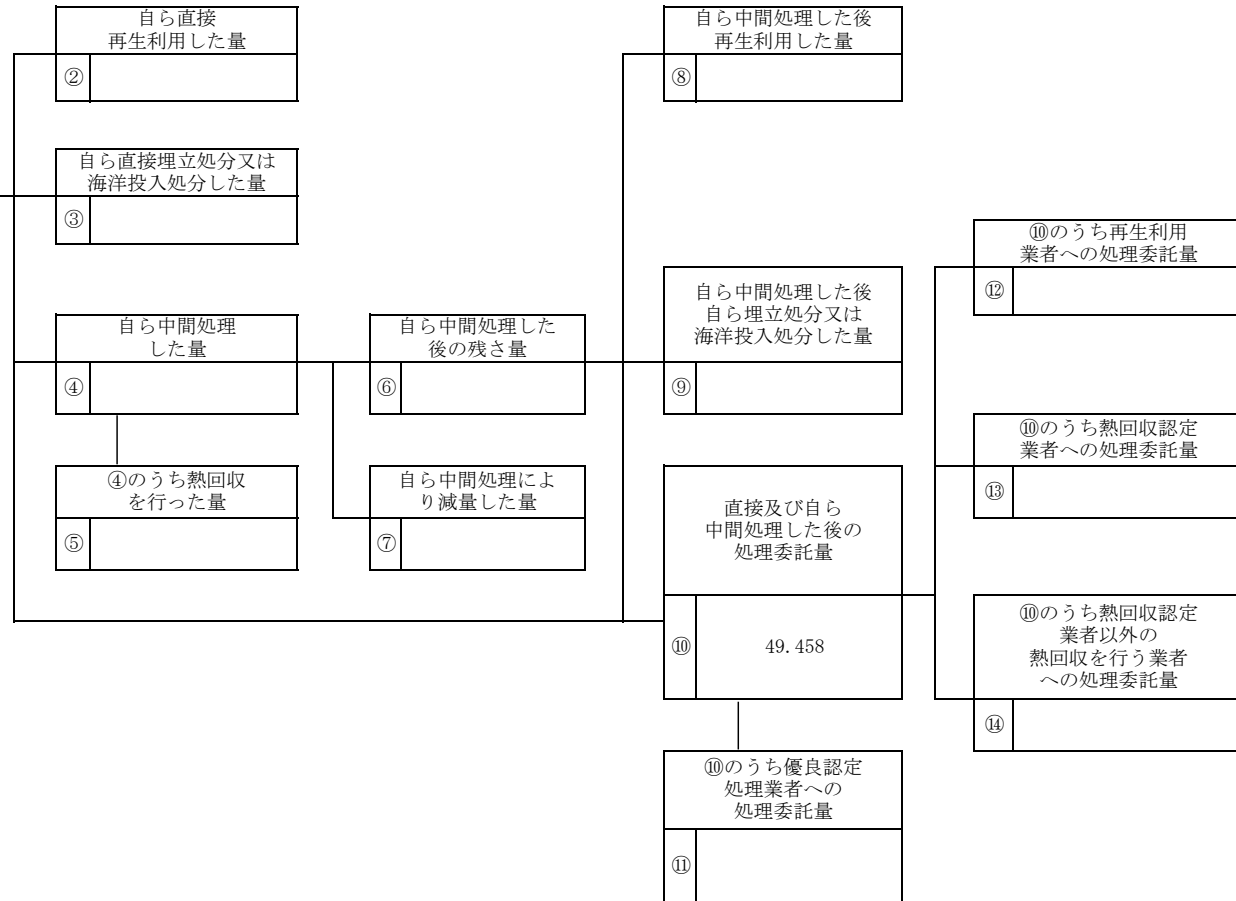 自ら直接
再生利用した量
②
自ら直接埋立処分又は
海洋投入処分した量
③
自ら中間処理
した量
④
④のうち熱回収
を行った量
⑤
自ら中間処理した
後の残さ量
⑥
自ら中間処理によ
り減量した量
⑦
自ら中間処理した後
再生利用した量
⑧
自ら中間処理した後
自ら埋立処分又は
海洋投入処分した量
⑨
直接及び自ら
中間処理した後の
処理委託量
⑩ 49.458
⑩のうち優良認定
処理業者への
処理委託量
⑪
⑩のうち再生利用
業者への処理委託量
⑫
⑩のうち熱回収認定
業者への処理委託量
⑬
⑩のうち熱回収認定
業者以外の
熱回収を行う業者
への処理委託量
⑭